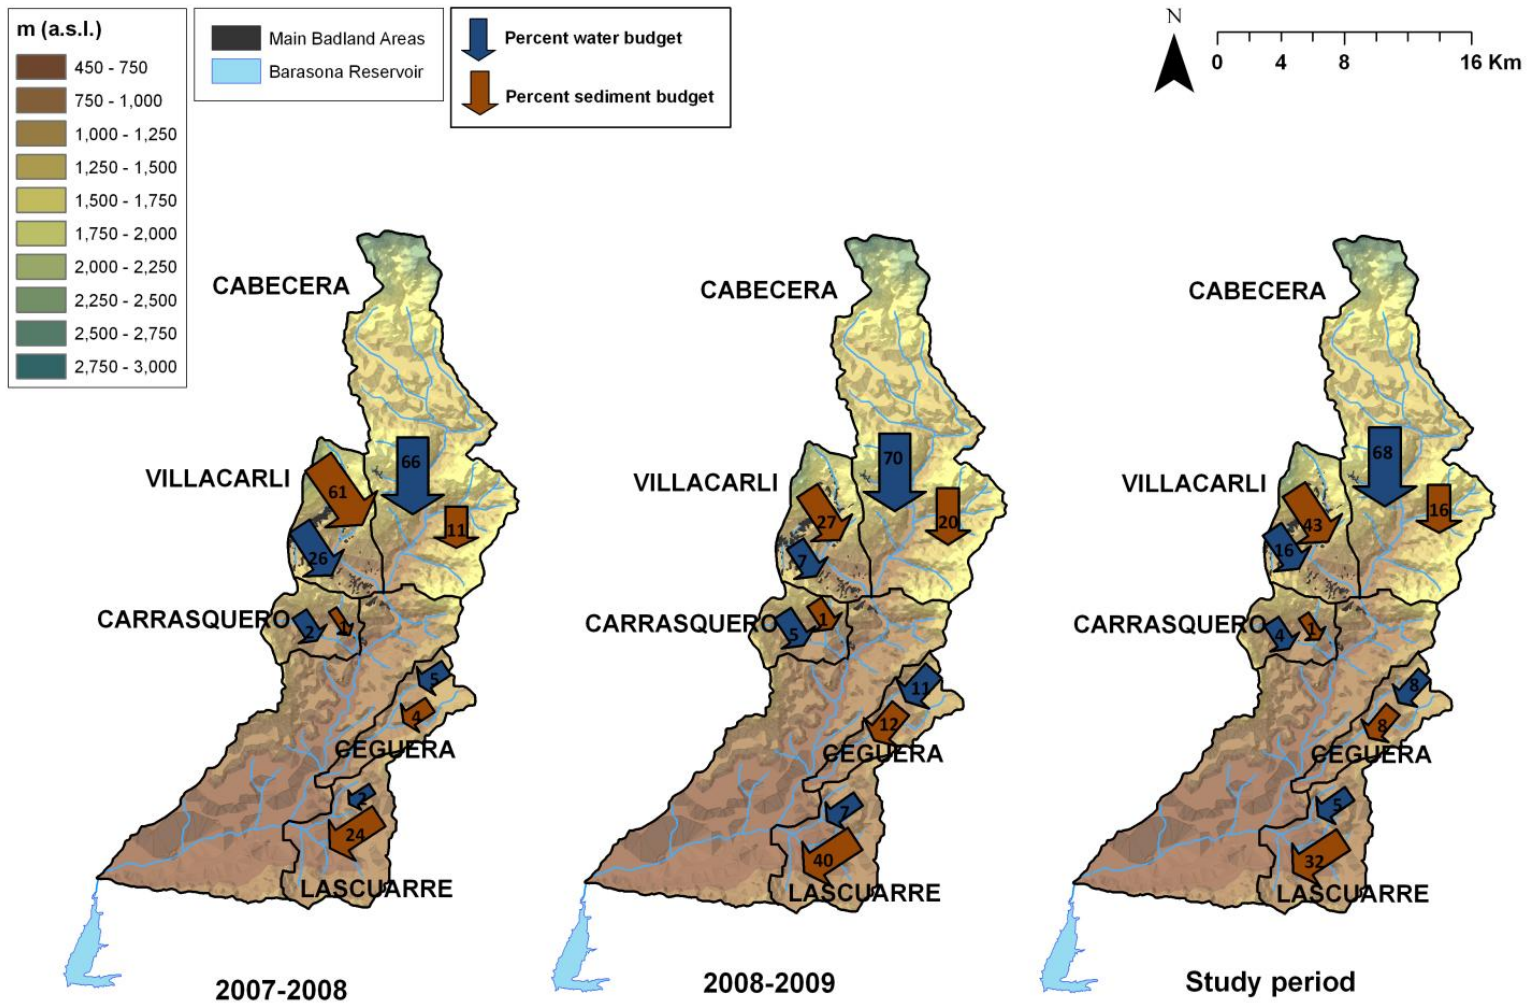 m (a.s.l.)
450 - 750
750 - 1,000
1,000 - 1,250
1,250 - 1,500
1,500 - 1,750
1,750 - 2,000
2,000 - 2,250
2,250 - 2,500
2,500 - 2,750
2,750 - 3,000
Main Badland Areas
Barasona Reservoir
Percent water budget
Percent sediment budget
N
0 4 8 16 Km
CABECERA
VILLACARLI
66
61
11
26
CARRASQUERO
2
1
5
4
CEGUERA
2
24
LASCUARRE
2007-2008
CABECERA
VILLACARLI
70
27
20
7
CARRASQUERO
5
1
11
12
CEGUERA
7
40
LASCUARRE
2008-2009
CABECERA
VILLACARLI
68
43
16
16
CARRASQUERO
4
1
8
8
CEGUERA
5
32
LASCUARRE
Study period